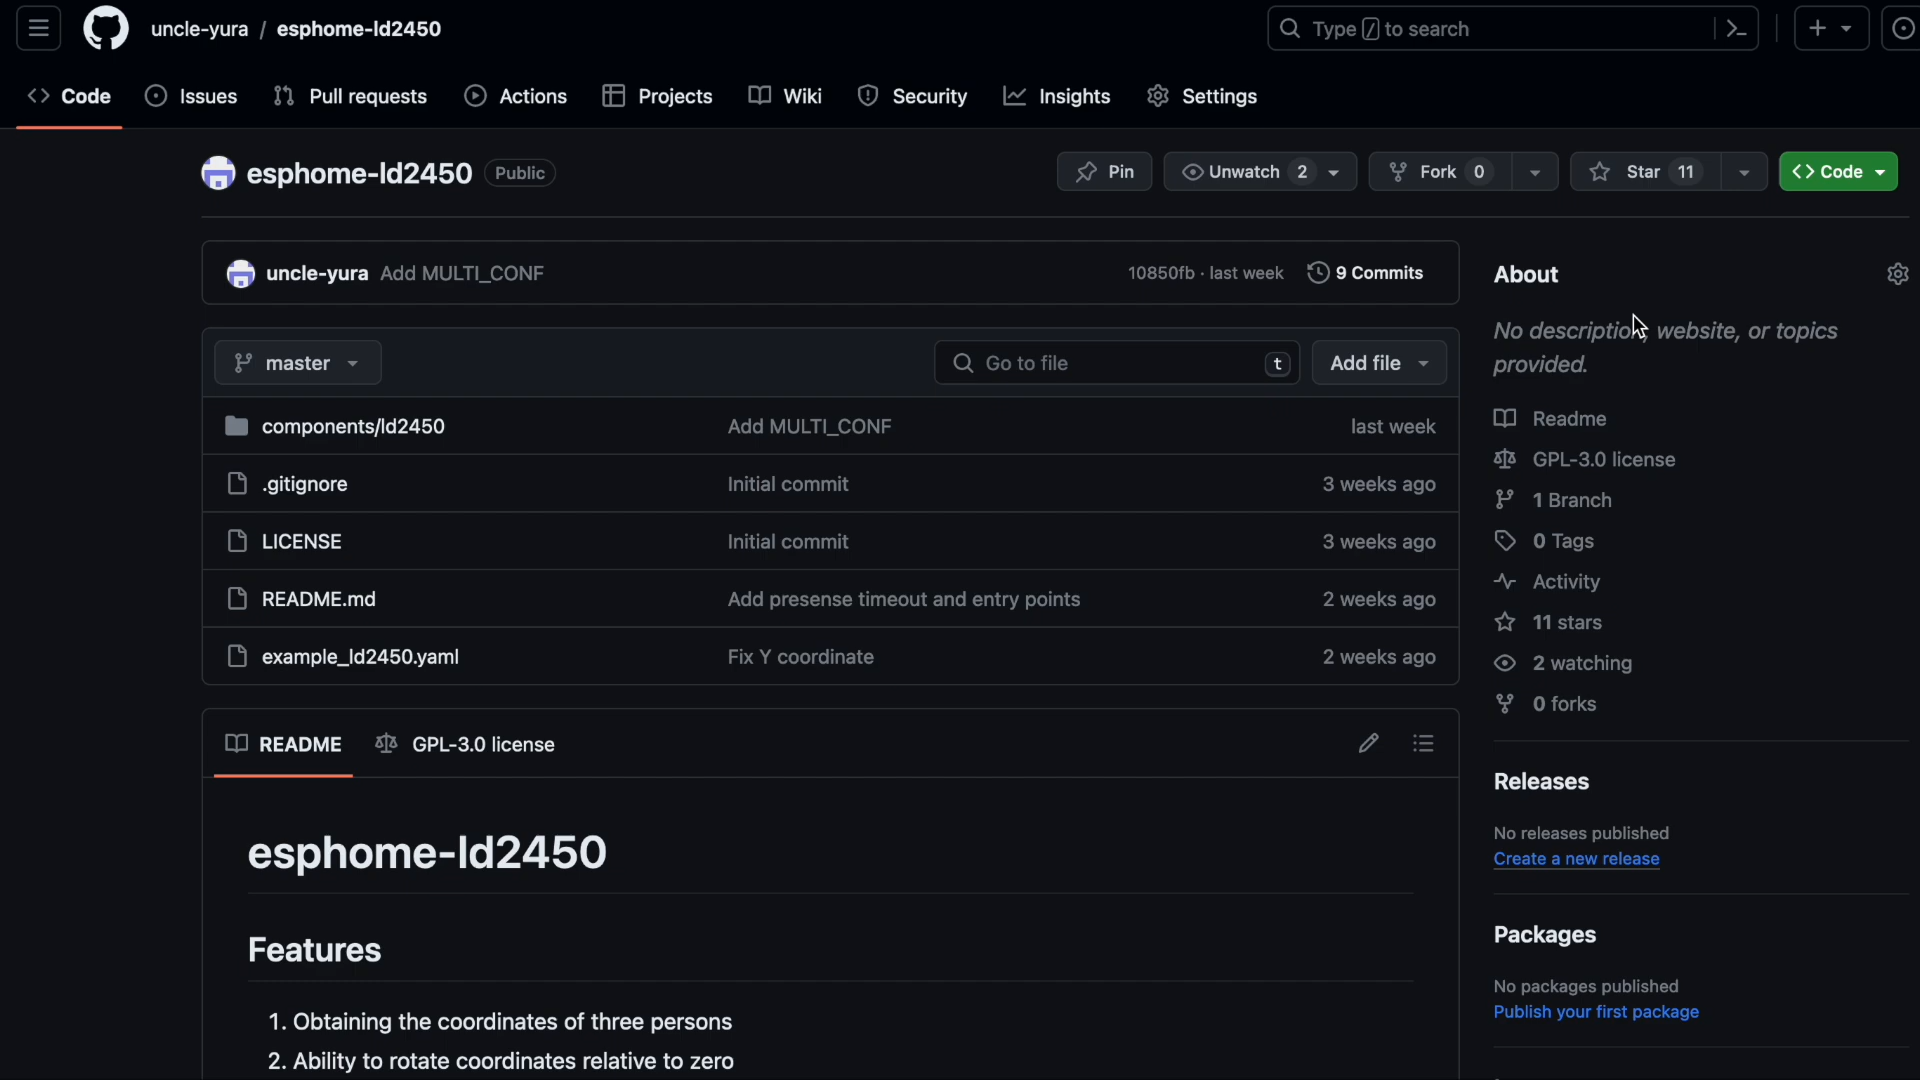 uncle-yura / esphome-ld2450
Type / to search
Code Issues Pull requests Actions Projects Wiki Security Insights Settings
esphome-ld2450 Public
Pin Unwatch 2 Fork 0 Star 11 Code
uncle-yura Add MULTI_CONF 10850fb · last week 9 Commits
master Go to file t Add file
components/ld2450 Add MULTI_CONF last week
.gitignore Initial commit 3 weeks ago
LICENSE Initial commit 3 weeks ago
README.md Add presense timeout and entry points 2 weeks ago
example_ld2450.yaml Fix Y coordinate 2 weeks ago
README GPL-3.0 license
esphome-ld2450
Features
1. Obtaining the coordinates of three persons
2. Ability to rotate coordinates relative to zero
About
No description, website, or topics
provided.
Readme
GPL-3.0 license
1 Branch
0 Tags
Activity
11 stars
2 watching
0 forks
Releases
No releases published
Create a new release
Packages
No packages published
Publish your first package